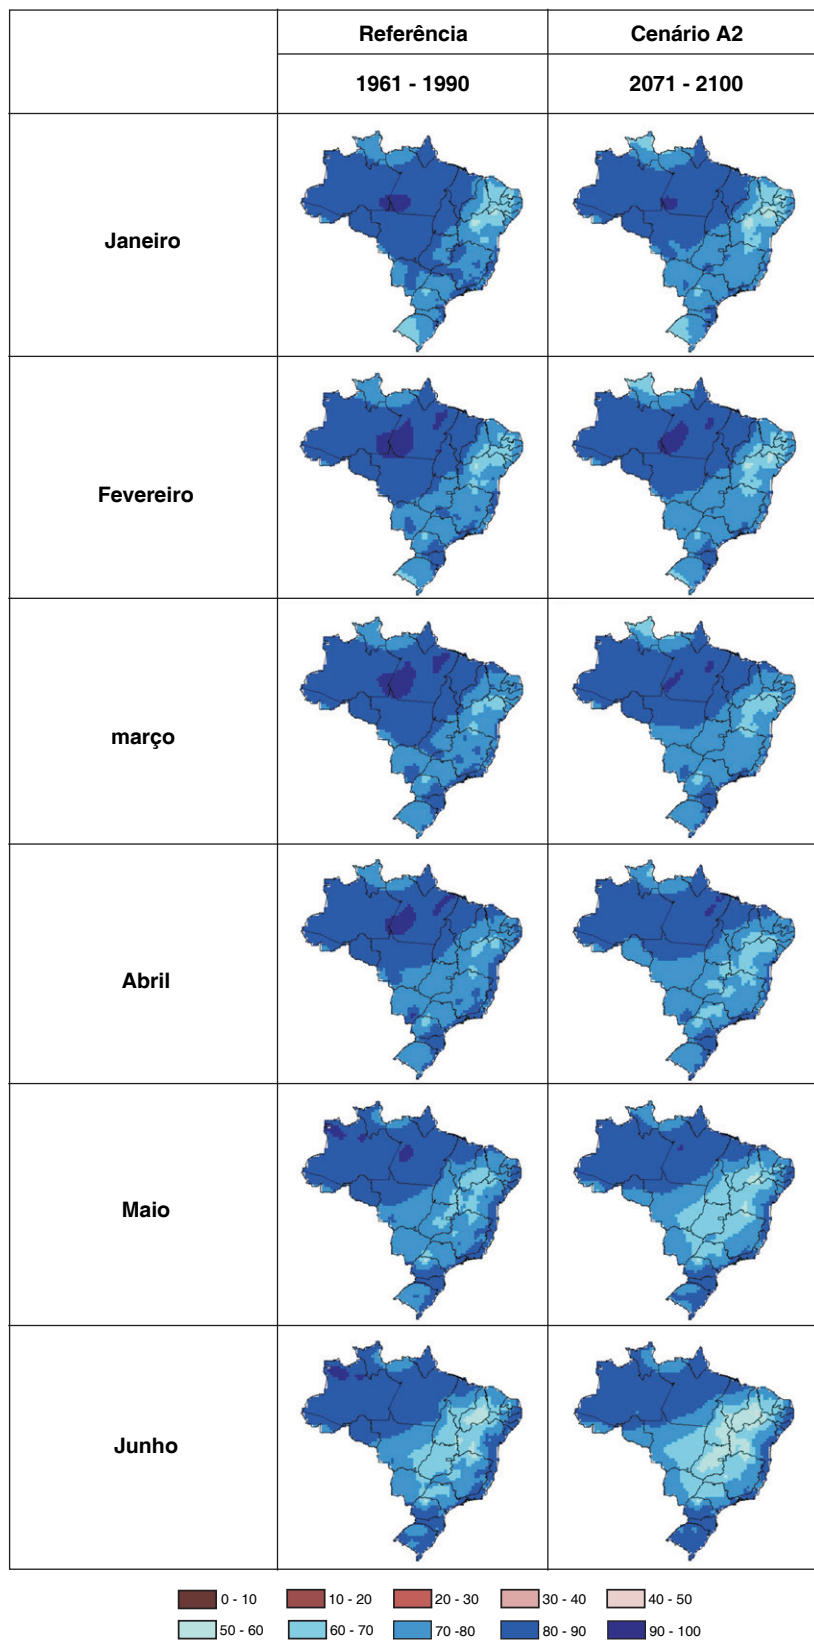 Referência
Cenário A2
1961 - 1990
2071 - 2100
Janeiro
Fevereiro
março
Abril
Maio
Junho
0 - 10
10 - 20
20 - 30
30 - 40
40 - 50
50 - 60
60 - 70
70 -80
80 - 90
90 - 100